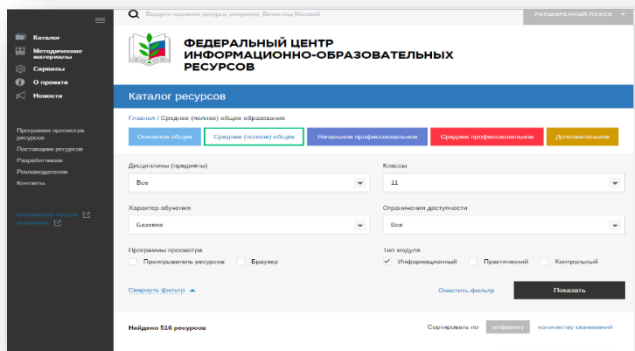 Введите название ресурса, например, Битва под Москвой
РАСШИРЕННЫЙ ПОИСК
Каталог
Методические
материалы
Сервисы
О проекте
Новости
Программа просмотра
ресурсов
Поставщики ресурсов
Разработчикам
Рекламодателям
Контакты
ФЕДЕРАЛЬНЫЙ ЦЕНТР
ИНФОРМАЦИОННО-ОБРАЗОВАТЕЛЬНЫХ
РЕСУРСОВ
Каталог ресурсов
Главная / Среднее (полное) общее образование
Основное общее Среднее (полное) общее Начальное профессиональное Среднее профессиональное Дополнительное
Дисциплины (предметы) Классы
Все 11
Характер обучения Ограничения доступности
Базовое Все
Программы просмотра Тип модуля
Проигрыватель ресурсов Браузер Информационный Практический Контрольный
Свернуть фильтр Очистить фильтр Показать
Найдено 516 ресурсов Сортировать по алфавиту количеству скачиваний